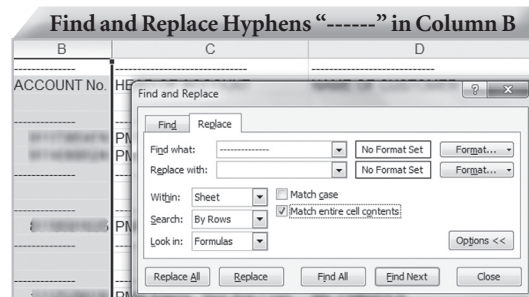 Find and Replace Hyphens “------” in Column B
B C D
-------------- ------------------------------ ----------------------------
ACCOUNT No. HE
Find and Replace
Find Replace
Find what: -------------- No Format Set Format...
Replace with: No Format Set Format...
Within: Sheet Match case
Search: By Rows Match entire cell contents
Look in: Formulas Options <<
Replace All Replace Find All Find Next Close